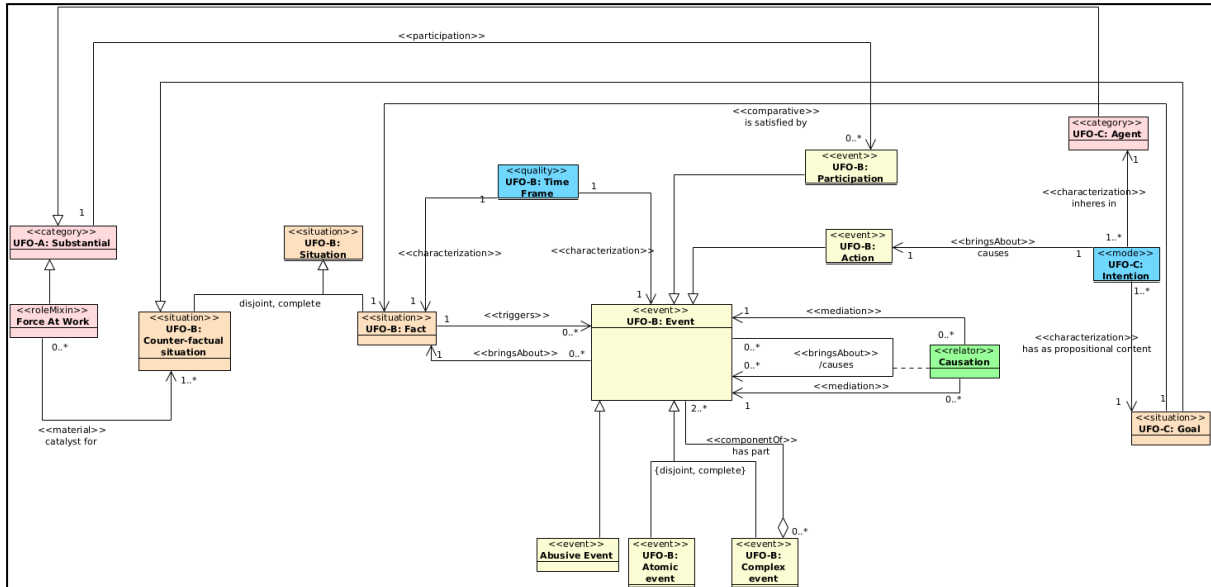 <<participation>>
<<comparative>>
is satisfied by
0..*
<<category>>
UFO-C: Agent
1
<<event>>
UFO-B:
Participation
<<quality>>
UFO-B: Time
Frame
1
1
<<characterization>>
inheres in
1
<<category>>
UFO-A: Substantial
<<situation>>
UFO-B:
Situation
<<characterization>>
<<characterization>>
<<event>>
UFO-B:
Action
1
<<bringsAbout>>
causes
1
1..*
<<mode>>
UFO-C:
Intention
1..*
disjoint, complete
1
1
1
<<roleMixin>>
Force At Work
0..*
<<situation>>
UFO-B:
Counter-factual
situation
1..*
<<situation>>
UFO-B: Fact
1
<<triggers>>
0..*
1
<<bringsAbout>>
0..*
<<event>>
UFO-B: Event
1
<<mediation>>
0..*
0..*
<<bringsAbout>>
/causes
0..*
<<relator>>
Causation
<<mediation>>
1
0..*
<<characterization>>
has as propositional content
1
1
<<situation>>
UFO-C: Goal
<<material>>
catalyst for
2..*
<<componentOf>>
has part
{disjoint, complete}
0..*
<<event>>
Abusive Event
<<event>>
UFO-B:
Atomic
event
<<event>>
UFO-B:
Complex
event